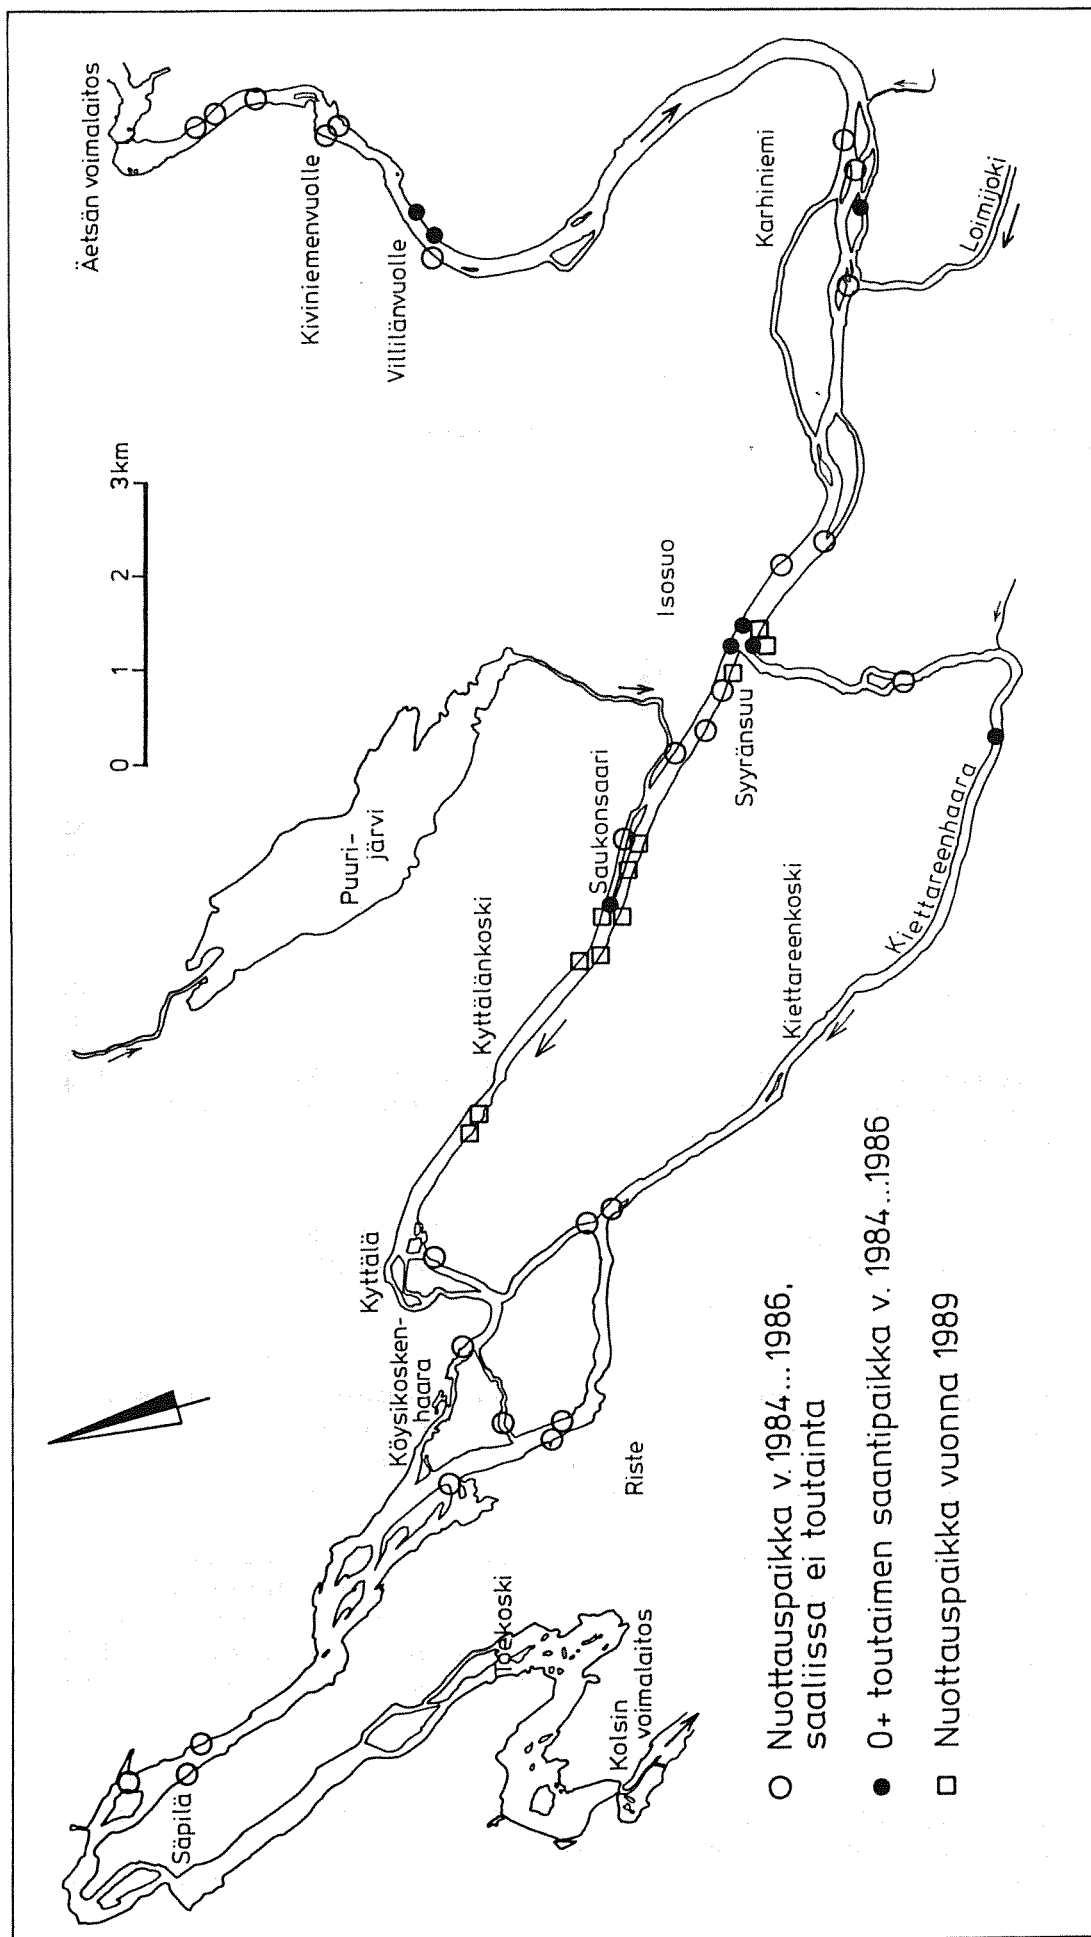 Äetsän voimalaitos
Kiviniemenvuolle
Villilänvuolle
Karhiniemi
Loimijoki
0 1 2 3km
Isosuo
Puuri-
järvi
Saukonsaari
Syyränsuu
Kyttälänkoski
Kiettareenkoski
Kiettareenhaara
Kyttälä
Köysikosken-
haara
Riste
Säpilä
Kolsin
voimalaitos
Nuottauspaikka v.1984...1986,
saaliissa ei toutainta
0+ toutaimen saantipaikka v. 1984...1986
Nuottauspaikka vuonna 1989